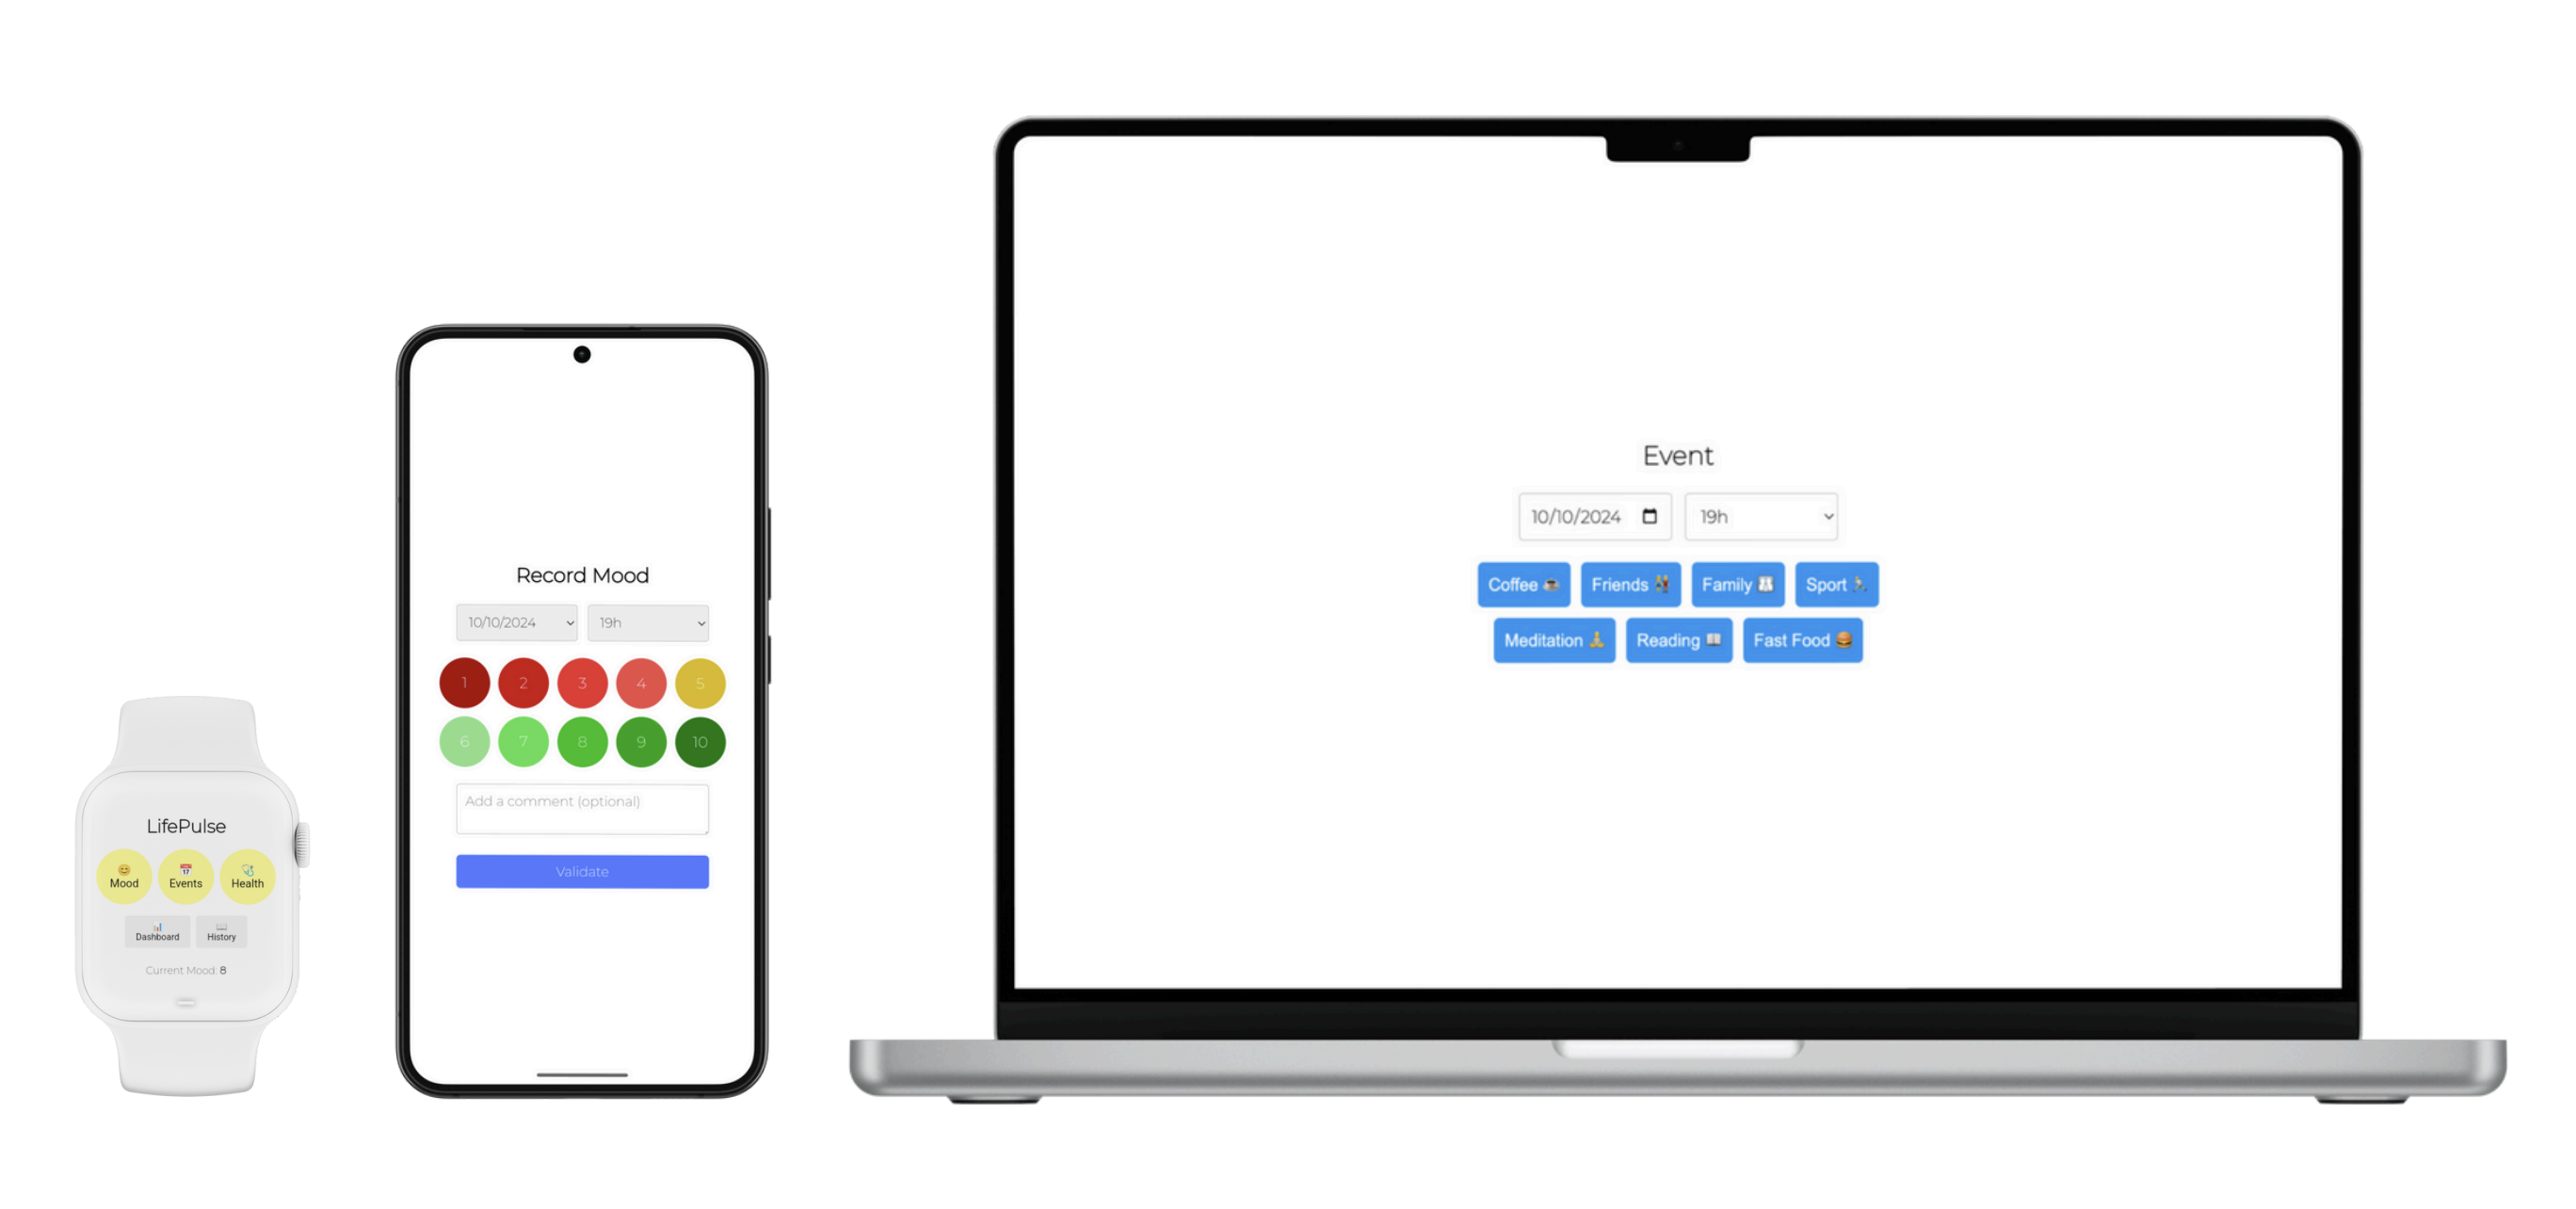 LifePulse
Mood Events Health
Dashboard History
Current Mood: 8
Record Mood
10/10/2024 19h
1 2 3 4 5
6 7 8 9 10
Add a comment (optional)
Validate
Event
10/10/2024 19h
Coffee ☕ Friends 👫 Family 👪 Sport 🏃
Meditation 🧘 Reading 📖 Fast Food 🍔